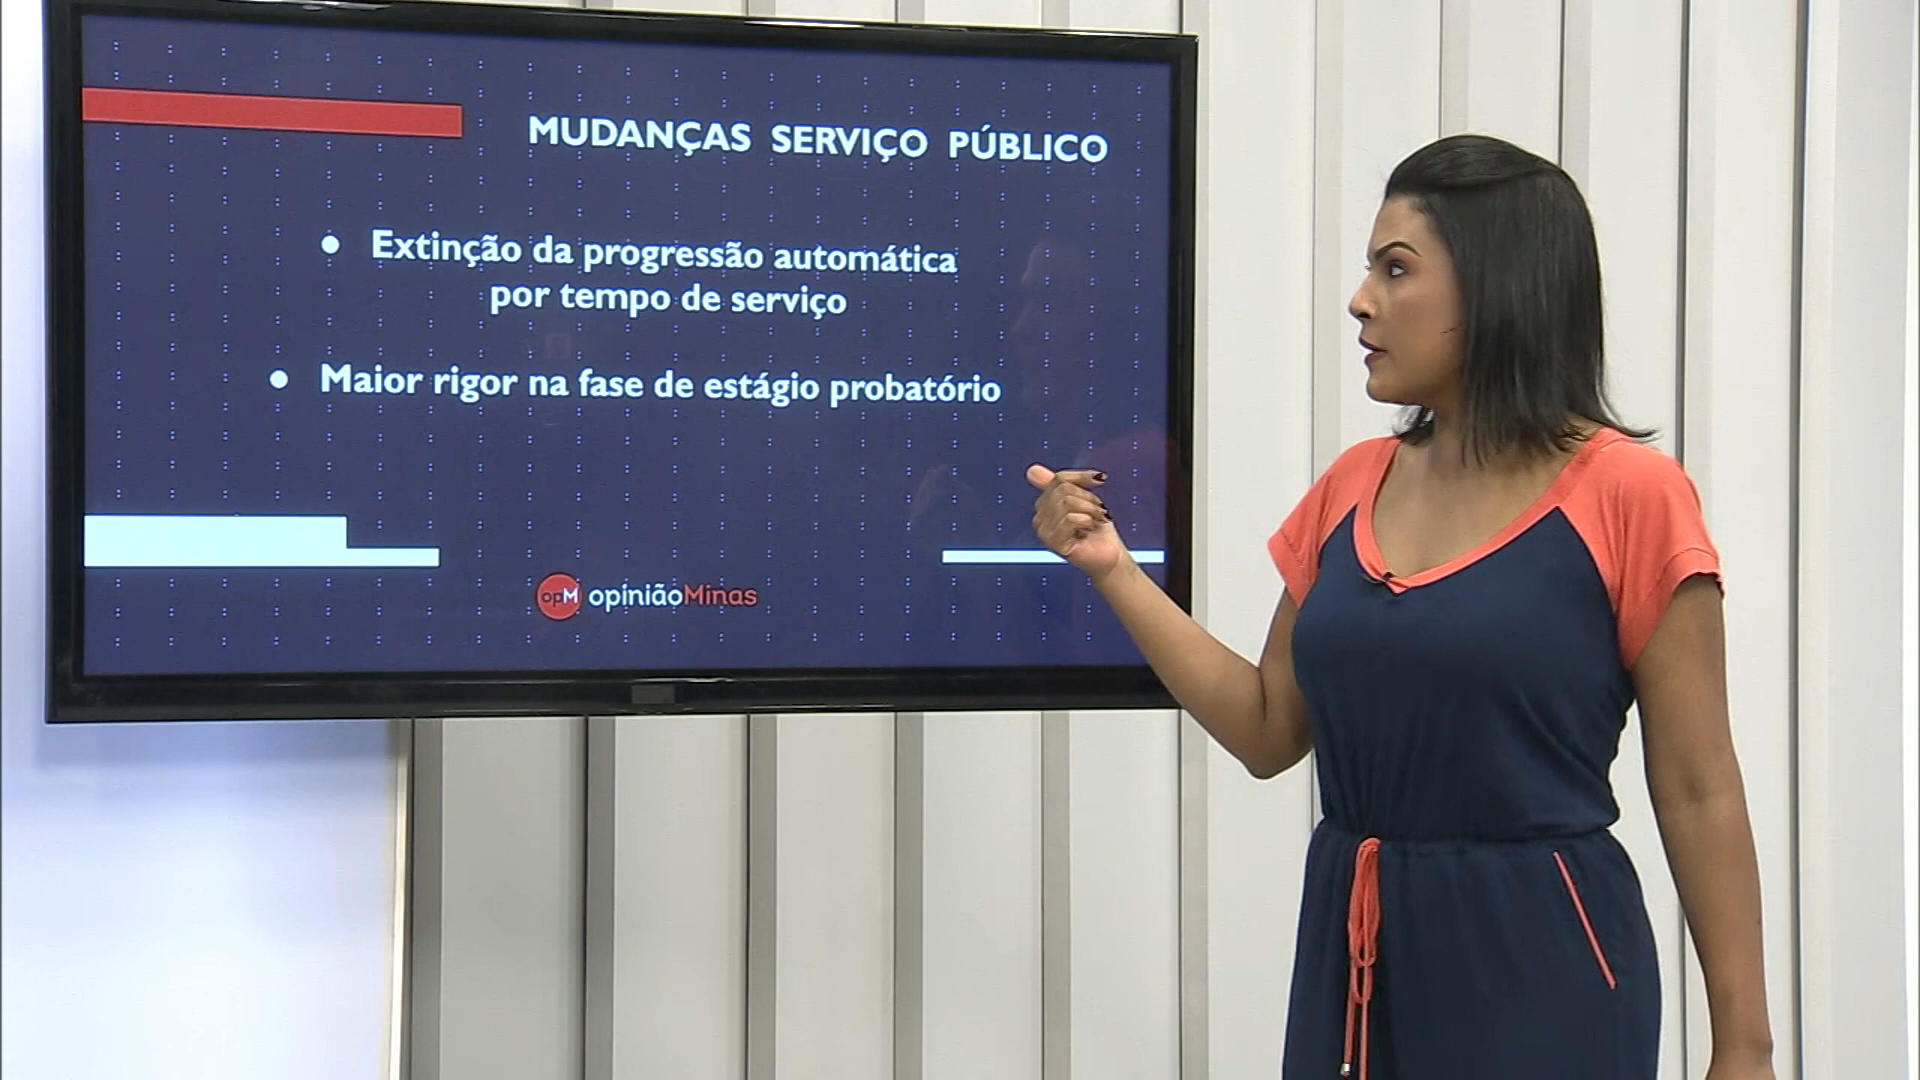 MUDANÇAS SERVIÇO PÚBLICO
● Extinção da progressão automática
por tempo de serviço
● Maior rigor na fase de estágio probatório
opM opiniãoMinas